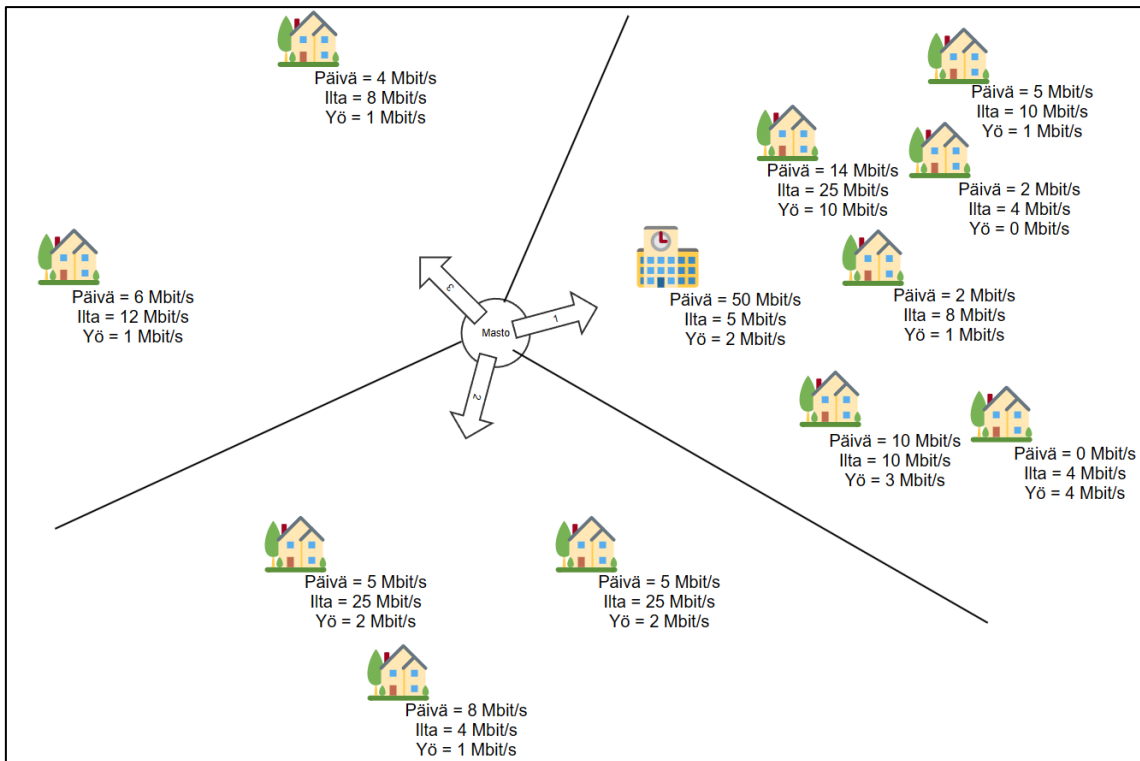 Päivä = 4 Mbit/s
Ilta = 8 Mbit/s
Yö = 1 Mbit/s
Päivä = 5 Mbit/s
Ilta = 10 Mbit/s
Yö = 1 Mbit/s
Päivä = 14 Mbit/s
Ilta = 25 Mbit/s
Yö = 10 Mbit/s
Päivä = 2 Mbit/s
Ilta = 4 Mbit/s
Yö = 0 Mbit/s
Päivä = 6 Mbit/s
Ilta = 12 Mbit/s
Yö = 1 Mbit/s
3
Masto
1
2
Päivä = 50 Mbit/s
Ilta = 5 Mbit/s
Yö = 2 Mbit/s
Päivä = 2 Mbit/s
Ilta = 8 Mbit/s
Yö = 1 Mbit/s
Päivä = 10 Mbit/s
Ilta = 10 Mbit/s
Yö = 3 Mbit/s
Päivä = 0 Mbit/s
Ilta = 4 Mbit/s
Yö = 4 Mbit/s
Päivä = 5 Mbit/s
Ilta = 25 Mbit/s
Yö = 2 Mbit/s
Päivä = 5 Mbit/s
Ilta = 25 Mbit/s
Yö = 2 Mbit/s
Päivä = 8 Mbit/s
Ilta = 4 Mbit/s
Yö = 1 Mbit/s